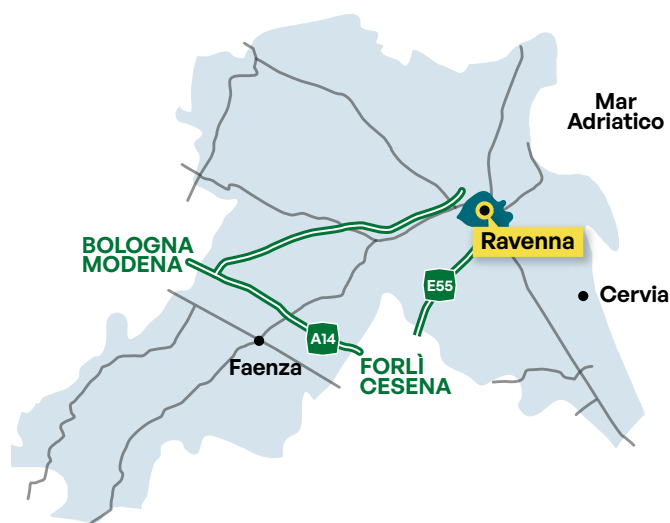 Mar
Adriatico
Ravenna
BOLOGNA
MODENA
E55
Cervia
A14
Faenza
FORLÌ
CESENA